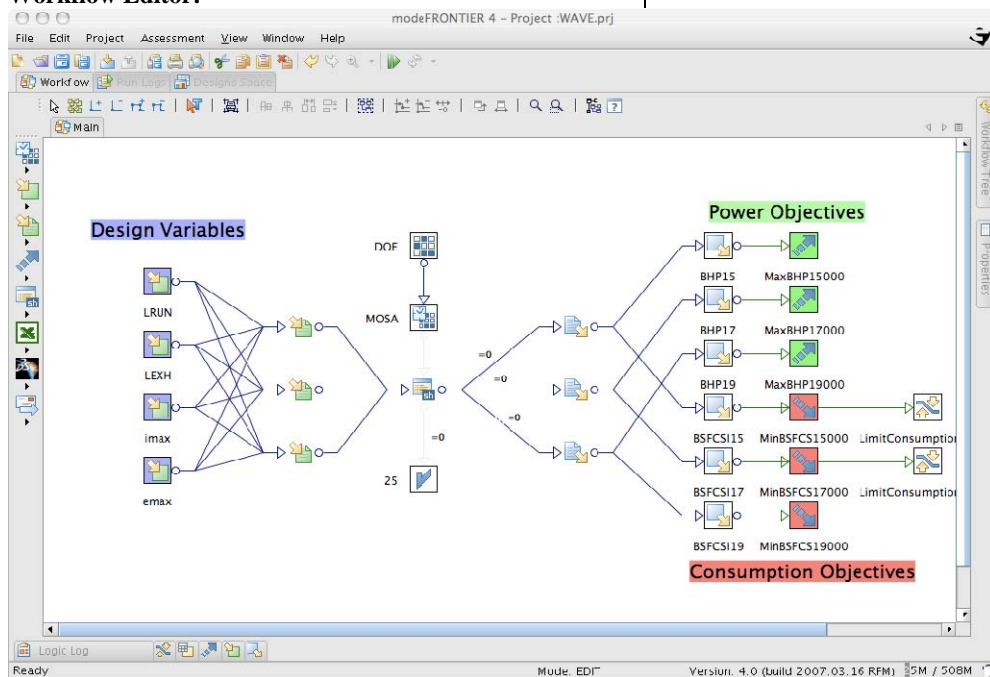 Workflow Editor.
modeFRONTIER 4 – Project :WAVE.prj
File Edit Project Assessment View Window Help
Workflow Run Logs Designs Space
Main
Workflow Tree
Properties
Design Variables
Power Objectives
DOE
LRUN
BHP15 MaxBHP15000
MOSA
LEXH
=0
BHP17 MaxBHP17000
=0
imax
=0
BHP19 MaxBHP19000
=0
BSFCSI15 MinBSFCS15000 LimitConsumption
25
emax
BSFCSI17 MinBSFCS17000 LimitConsumption
BSFCSI19 MinBSFCS19000
Consumption Objectives
Logic Log
Ready Mode. EDIT Version. 4.0 (build 2007.03.16 RFM) 5M / 508M